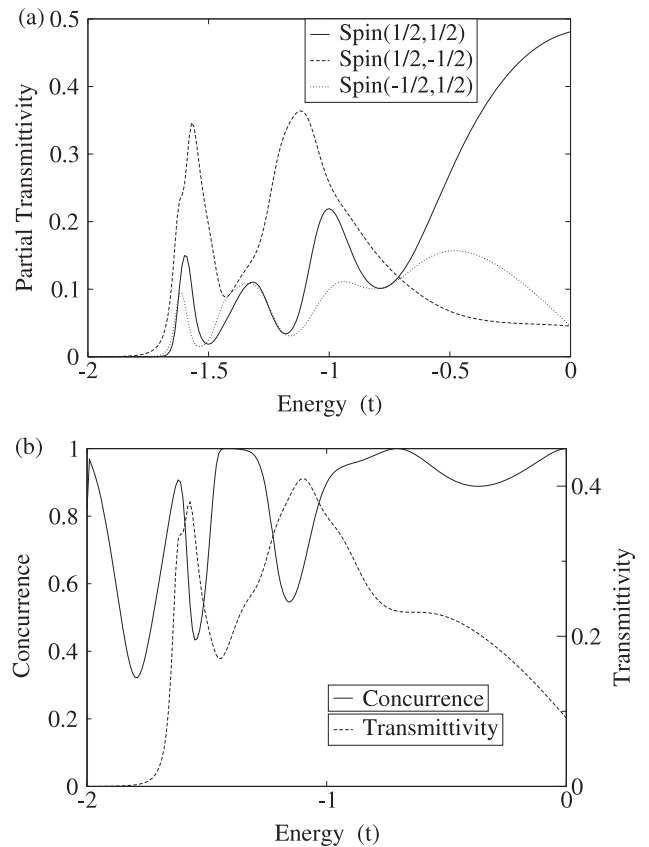 (a)
0.5
0.4
0.3
0.2
0.1
0
Partial Transmittivity
Spin(1/2,1/2)
Spin(1/2,-1/2)
Spin(-1/2,1/2)
-2
-1.5
-1
-0.5
0
Energy (t)
(b)
1
0.8
0.6
0.4
0.2
0
Concurrence
0.4
0.2
0
Transmittivity
Concurrence
Transmittivity
-2
-1
0
Energy (t)